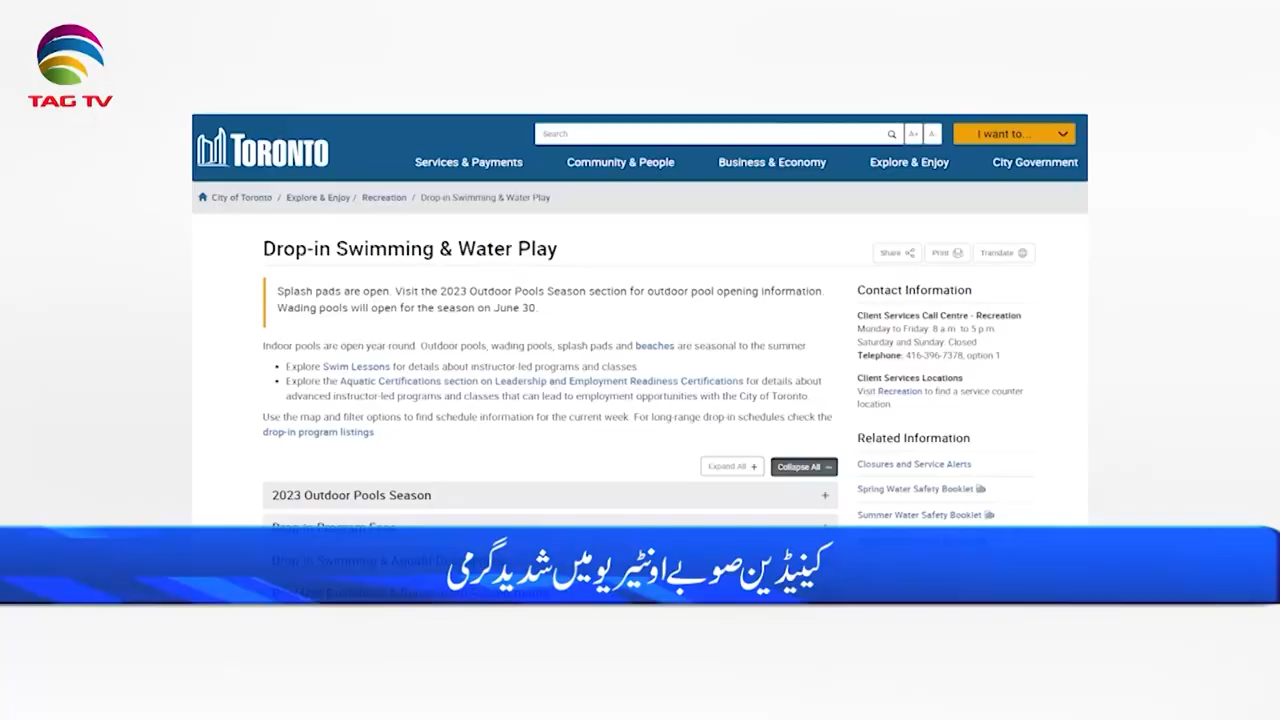 TAG TV
TORONTO
Search
A+ A-
I want to...
Services & Payments Community & People Business & Economy Explore & Enjoy City Government
City of Toronto / Explore & Enjoy / Recreation / Drop-in Swimming & Water Play
Drop-in Swimming & Water Play
Share Print Translate
Splash pads are open. Visit the 2023 Outdoor Pools Season section for outdoor pool opening information.
Wading pools will open for the season on June 30.
Indoor pools are open year-round. Outdoor pools, wading pools, splash pads and beaches are seasonal to the summer
• Explore Swim Lessons for details about instructor-led programs and classes.
• Explore the Aquatic Certifications section on Leadership and Employment Readiness Certifications for details about
advanced instructor-led programs and classes that can lead to employment opportunities with the City of Toronto.
Use the map and filter options to find schedule information for the current week. For long-range drop-in schedules check the
drop-in program listings
Expand All + Collapse All −
2023 Outdoor Pools Season +
Drop-in Program Fees
Contact Information
Client Services Call Centre - Recreation
Monday to Friday: 8 a.m. to 5 p.m.
Saturday and Sunday: Closed
Telephone: 416-396-7378, option 1
Client Services Locations
Visit Recreation to find a service counter
location.
Related Information
Closures and Service Alerts
Spring Water Safety Booklet
Summer Water Safety Booklet
کینیڈین صوبے اونٹیریو میں شدید گرمی